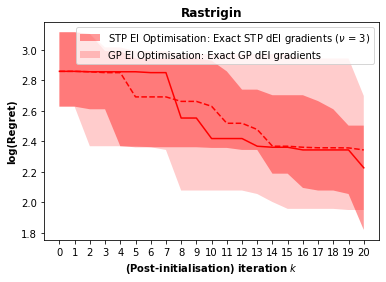 Rastrigin
STP EI Optimisation: Exact STP dEI gradients (ν = 3)
GP EI Optimisation: Exact GP dEI gradients
log(Regret)
3.0
2.8
2.6
2.4
2.2
2.0
1.8
0 1 2 3 4 5 6 7 8 9 10 11 12 13 14 15 16 17 18 19 20
(Post-initialisation) iteration k